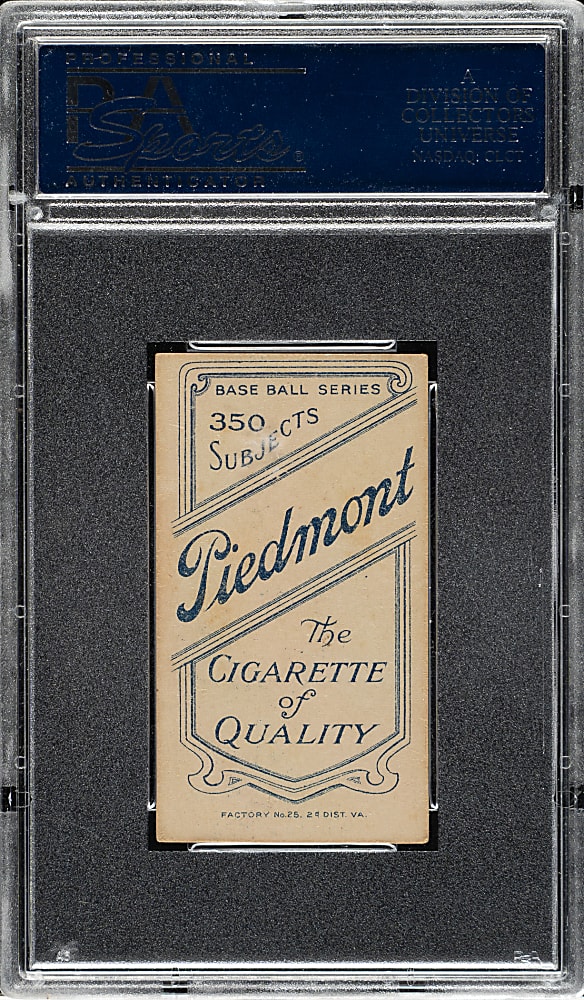 PROFESSIONAL
PSA
Sports®
AUTHENTICATOR
A
DIVISION OF
COLLECTORS
UNIVERSE
NASDAQ: CLCT
BASE BALL SERIES
350
SUBJECTS
Piedmont
The
CIGARETTE
of
QUALITY
FACTORY No. 25, 2D DIST. VA.
PSA